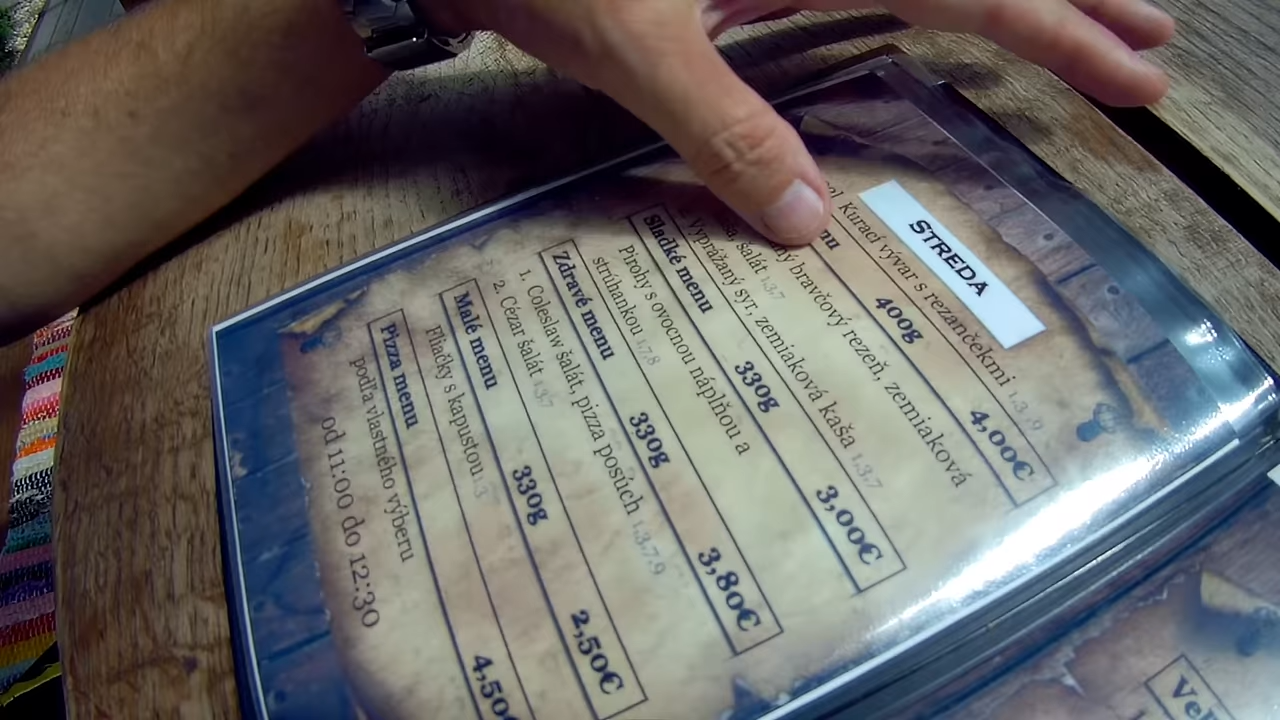 STREDA
Kurací vývar s rezančekmi 1,3,9
400g 4,00€
bravčový rezeň, zemiaková
šalát 1,3,7
Vyprážaný syr, zemiaková kaša 1,3,7
Sladké menu 330g 3,00€
Pirohy s ovocnou náplňou a
strúhankou 1,7,8
Zdravé menu 330g 3,80€
1. Coleslaw šalát, pizza posúch 1,3,7,9
2. Cézar šalát 1,3,7
Malé menu 330g 2,50€
Fliačky s kapustou 1,3
Pizza menu 4,50€
podľa vlastného výberu
od 11:00 do 12:30